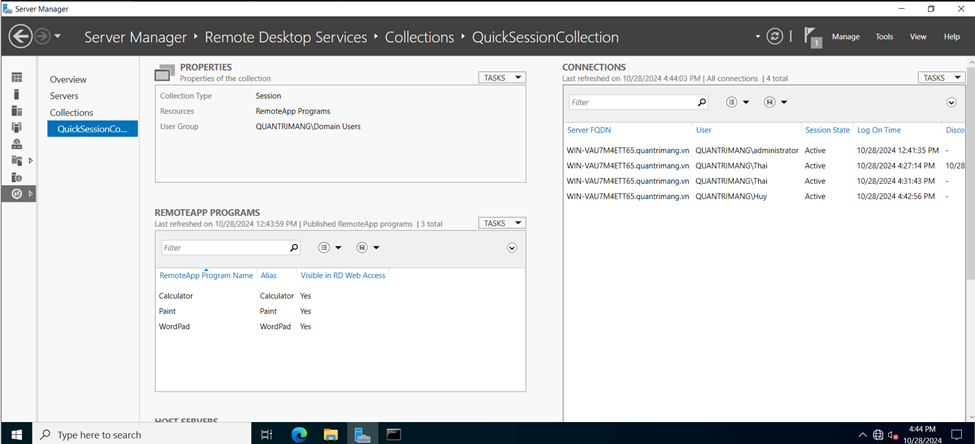 Server Manager
Server Manager Remote Desktop Services Collections QuickSessionCollection
1 Manage Tools View Help
Overview
Servers
Collections
QuickSessionCo...
PROPERTIES
Properties of the collection
TASKS
Collection Type Session
Resources RemoteApp Programs
User Group QUANTRIMANG\Domain Users
REMOTEAPP PROGRAMS
Last refreshed on 10/28/2024 12:43:59 PM | Published RemoteApp programs | 3 total
TASKS
Filter
RemoteApp Program Name Alias Visible in RD Web Access
Calculator Calculator Yes
Paint Paint Yes
WordPad WordPad Yes
HOST SERVERS
CONNECTIONS
Last refreshed on 10/28/2024 4:44:03 PM | All connections | 4 total
TASKS
Filter
Server FQDN User Session State Log On Time Disco
WIN-VAU7M4ETT65.quantrimang.vn QUANTRIMANG\administrator Active 10/28/2024 12:41:35 PM -
WIN-VAU7M4ETT65.quantrimang.vn QUANTRIMANG\Thai Active 10/28/2024 4:27:14 PM 10/28
WIN-VAU7M4ETT65.quantrimang.vn QUANTRIMANG\Thai Active 10/28/2024 4:31:43 PM -
WIN-VAU7M4ETT65.quantrimang.vn QUANTRIMANG\Huy Active 10/28/2024 4:42:56 PM -
Type here to search
4:44 PM
10/28/2024